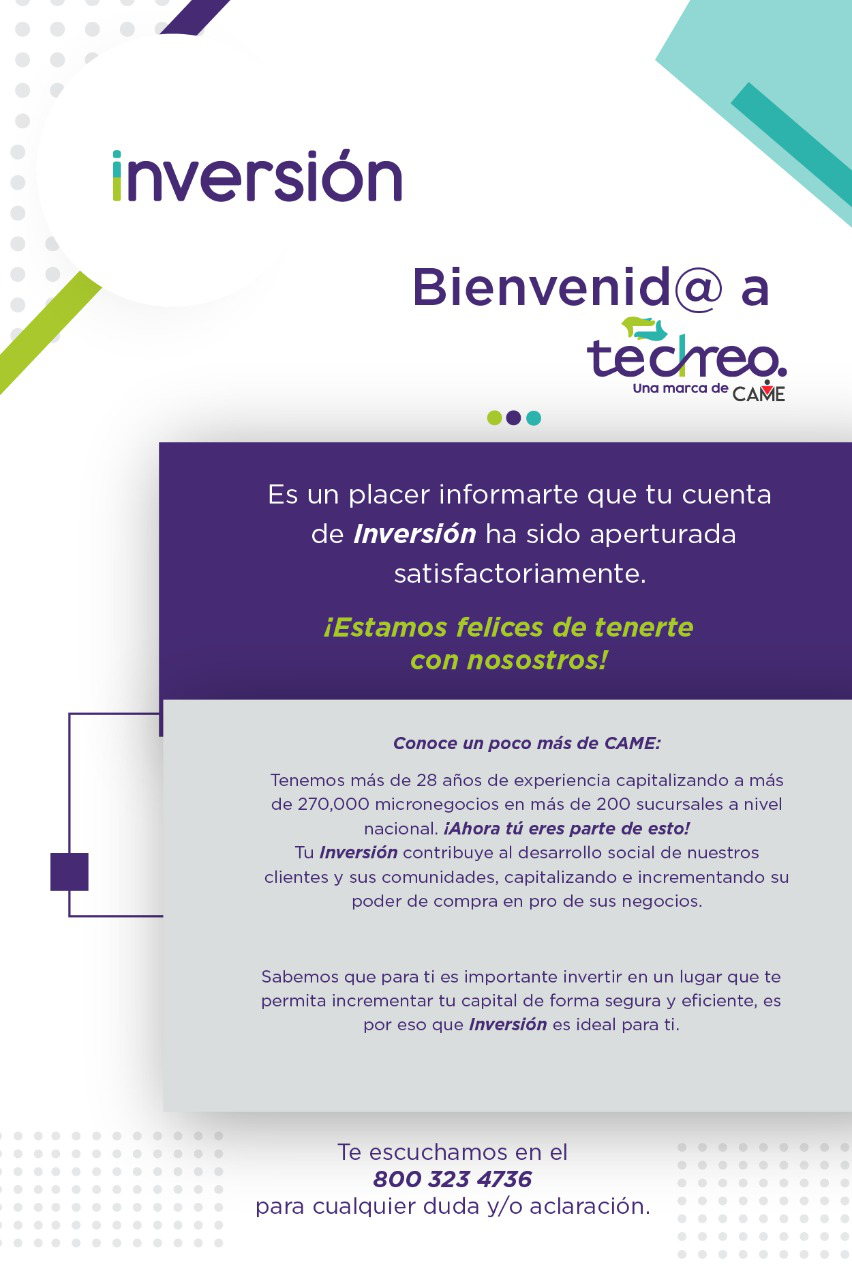 inversión
Bienvenid@ a
techreo.
Una marca de CAME
Es un placer informarte que tu cuenta
de Inversión ha sido aperturada
satisfactoriamente.
¡Estamos felices de tenerte
con nosostros!
Conoce un poco más de CAME:
Tenemos más de 28 años de experiencia capitalizando a más
de 270,000 micronegocios en más de 200 sucursales a nivel
nacional. ¡Ahora tú eres parte de esto!
Tu Inversión contribuye al desarrollo social de nuestros
clientes y sus comunidades, capitalizando e incrementando su
poder de compra en pro de sus negocios.
Sabemos que para ti es importante invertir en un lugar que te
permita incrementar tu capital de forma segura y eficiente, es
por eso que Inversión es ideal para ti.
Te escuchamos en el
800 323 4736
para cualquier duda y/o aclaración.